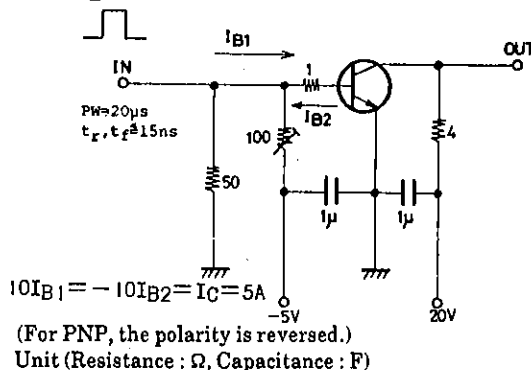 IB1
OUT
IN
1
PW=20μs
IB2
tr, tf≦15ns
100
4
50
1μ
1μ
10IB1=−10IB2=IC=5A
−5V
20V
(For PNP, the polarity is reversed.)
Unit (Resistance : Ω, Capacitance : F)